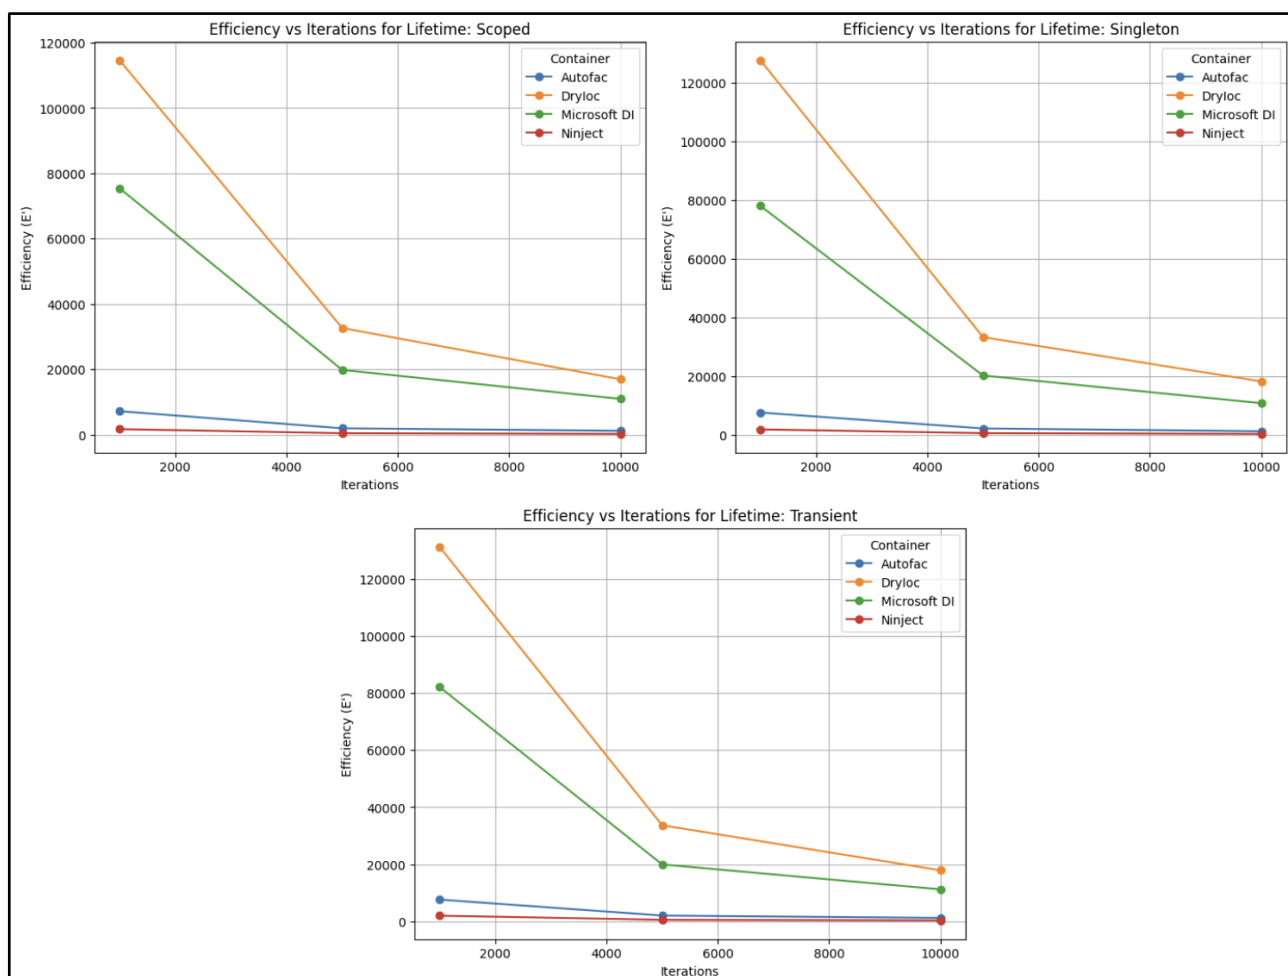 Efficiency vs Iterations for Lifetime: Scoped
120000
100000
80000
60000
40000
20000
0
Efficiency (E')
2000 4000 6000 8000 10000
Iterations
Container
Autofac
DryIoc
Microsoft DI
Ninject
Efficiency vs Iterations for Lifetime: Singleton
120000
100000
80000
60000
40000
20000
0
Efficiency (E')
2000 4000 6000 8000 10000
Iterations
Container
Autofac
DryIoc
Microsoft DI
Ninject
Efficiency vs Iterations for Lifetime: Transient
120000
100000
80000
60000
40000
20000
0
Efficiency (E')
2000 4000 6000 8000 10000
Iterations
Container
Autofac
DryIoc
Microsoft DI
Ninject